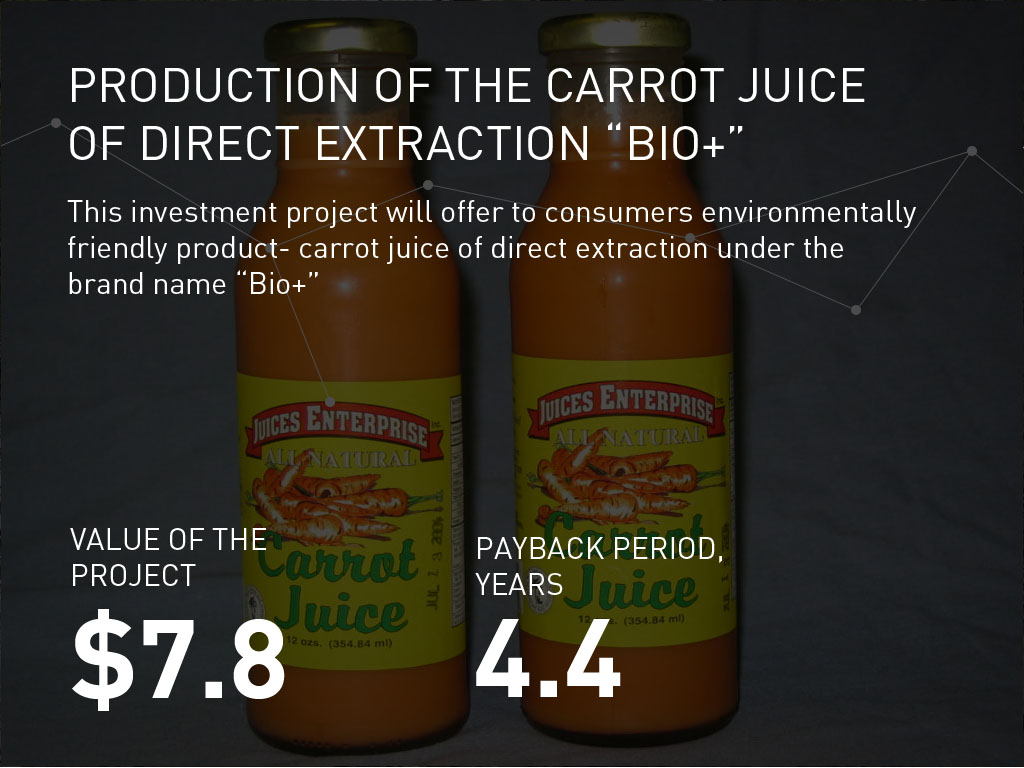 PRODUCTION OF THE CARROT JUICE
OF DIRECT EXTRACTION “BIO+”
This investment project will offer to consumers environmentally
friendly product- carrot juice of direct extraction under the
brand name “Bio+”
JUICES ENTERPRISE Inc.
ALL NATURAL
Carrot
Juice
12 ozs. (354.84 ml)
JUICES ENTERPRISE Inc.
ALL NATURAL
Carrot
Juice
12 ozs. (354.84 ml)
VALUE OF THE
PROJECT
$7.8
PAYBACK PERIOD,
YEARS
4.4